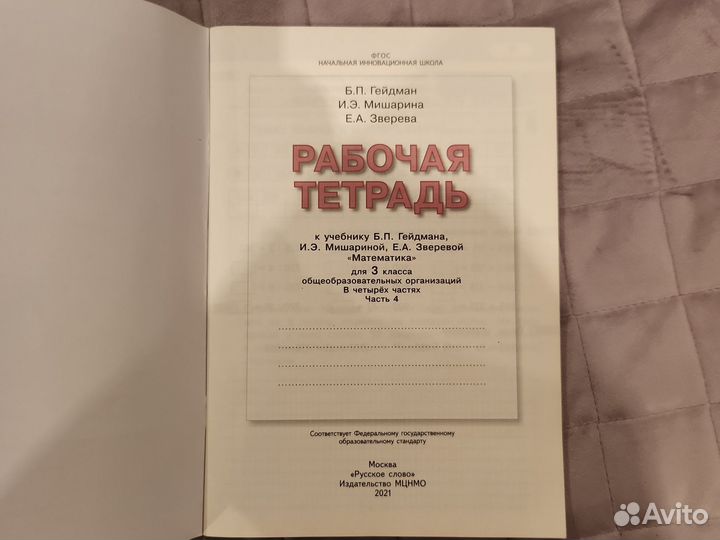 ФГОС
НАЧАЛЬНАЯ ИННОВАЦИОННАЯ ШКОЛА
Б.П. Гейдман
И.Э. Мишарина
Е.А. Зверева
РАБОЧАЯ
ТЕТРАДЬ
к учебнику Б.П. Гейдмана,
И.Э. Мишариной, Е.А. Зверевой
«Математика»
для 3 класса
общеобразовательных организаций
В четырёх частях
Часть 4
Соответствует Федеральному государственному
образовательному стандарту
Москва
«Русское слово»
Издательство МЦНМО
2021
Avito